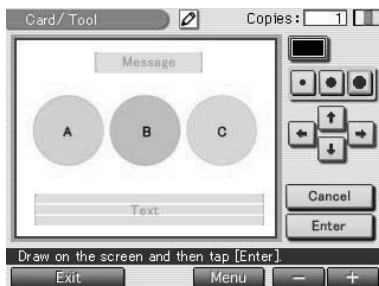 Card/Tool
Copies: 1
Message
A B C
Text
Cancel
Enter
Draw on the screen and then tap [Enter].
Exit Menu − +